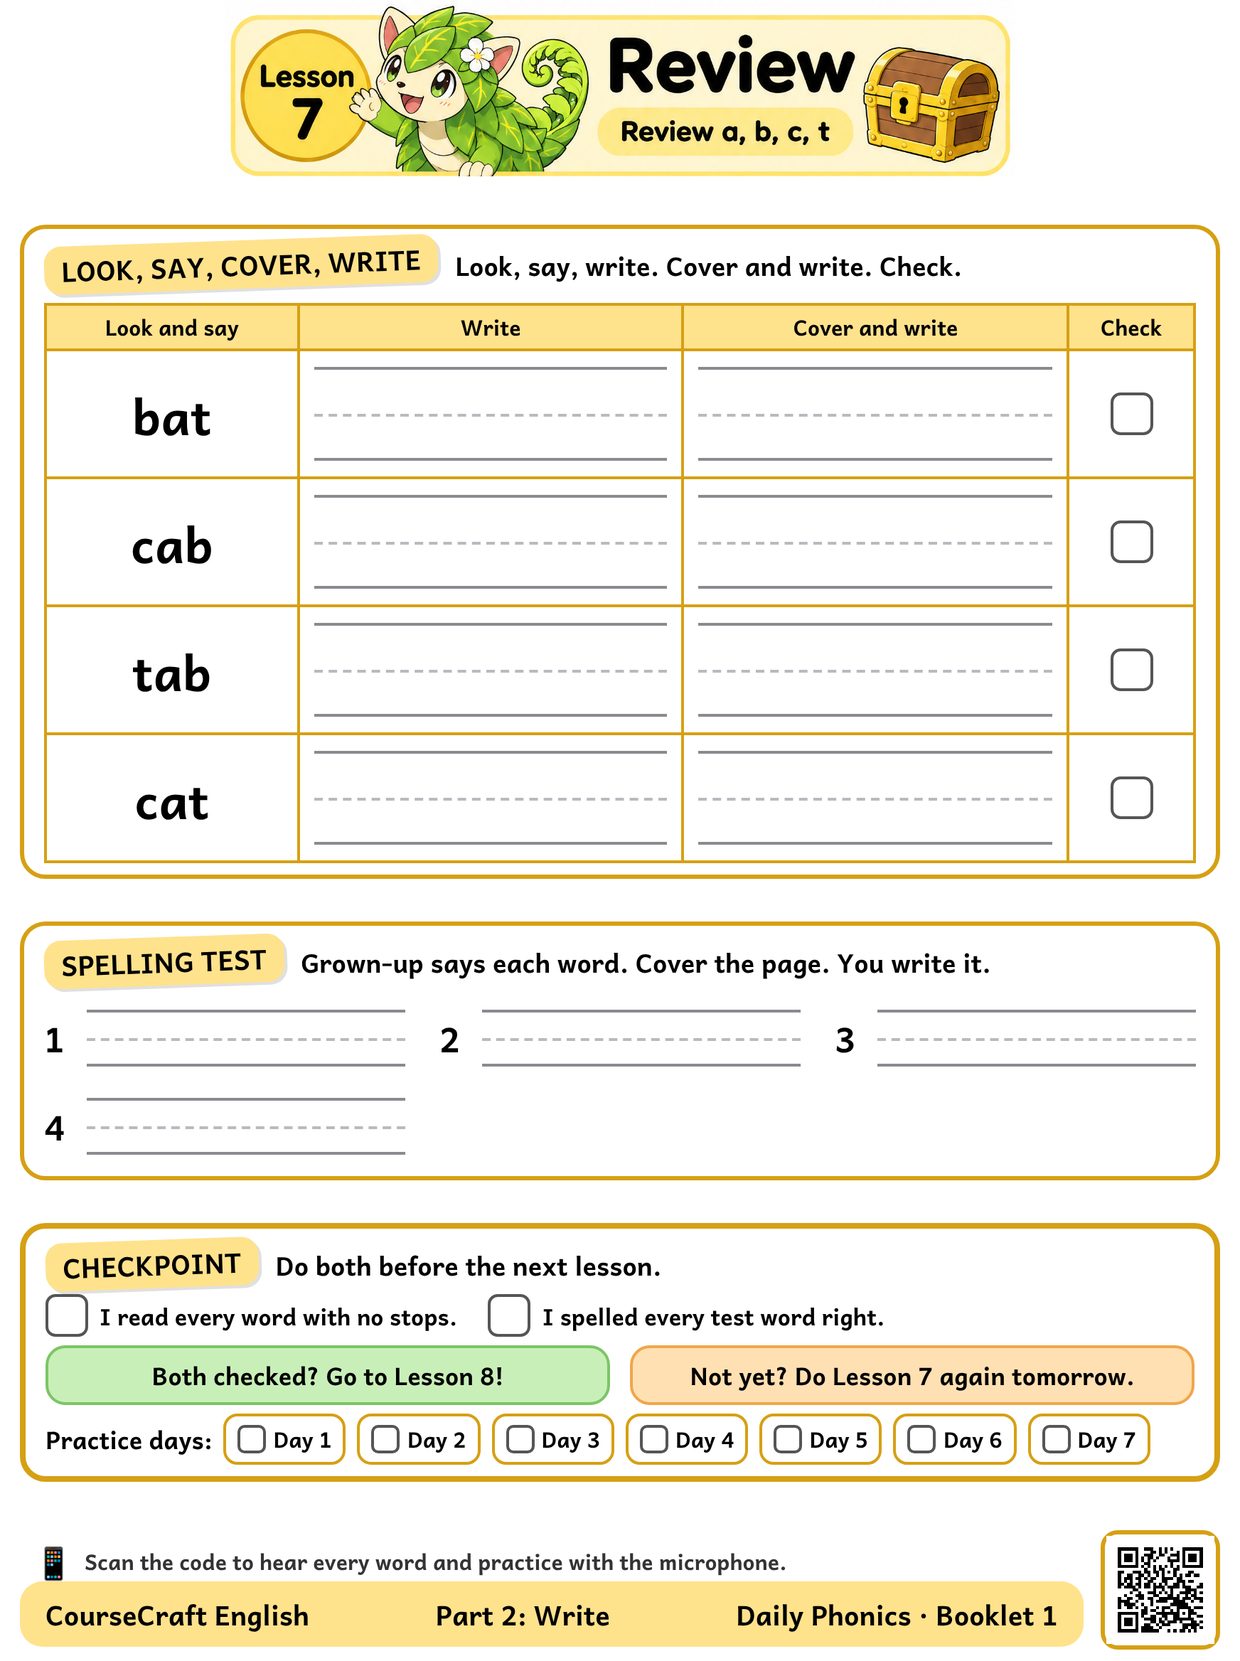 Lesson
7
Review
Review a, b, c, t
LOOK, SAY, COVER, WRITE Look, say, write. Cover and write. Check.
Look and say Write Cover and write Check
bat
cab
tab
cat
SPELLING TEST Grown-up says each word. Cover the page. You write it.
1 2 3
4
CHECKPOINT Do both before the next lesson.
I read every word with no stops. I spelled every test word right.
Both checked? Go to Lesson 8! Not yet? Do Lesson 7 again tomorrow.
Practice days: Day 1 Day 2 Day 3 Day 4 Day 5 Day 6 Day 7
Scan the code to hear every word and practice with the microphone.
CourseCraft English Part 2: Write Daily Phonics · Booklet 1